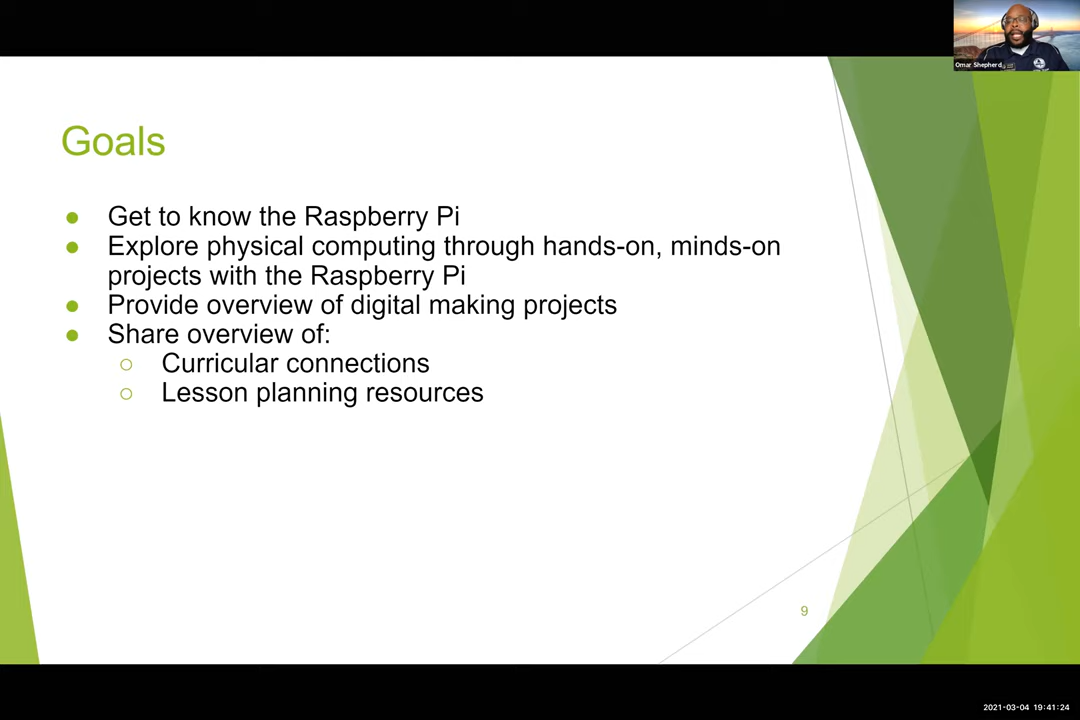 Omar Shepherd
Goals
● Get to know the Raspberry Pi
● Explore physical computing through hands-on, minds-on
projects with the Raspberry Pi
● Provide overview of digital making projects
● Share overview of:
○ Curricular connections
○ Lesson planning resources
9
2021-03-04 19:41:24